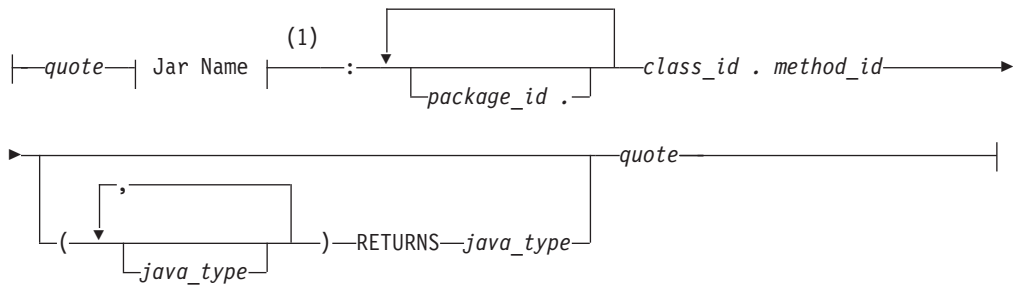 (1)
quote Jar Name : class_id . method_id
package_id .
quote
,
( ) RETURNS java_type
java_type